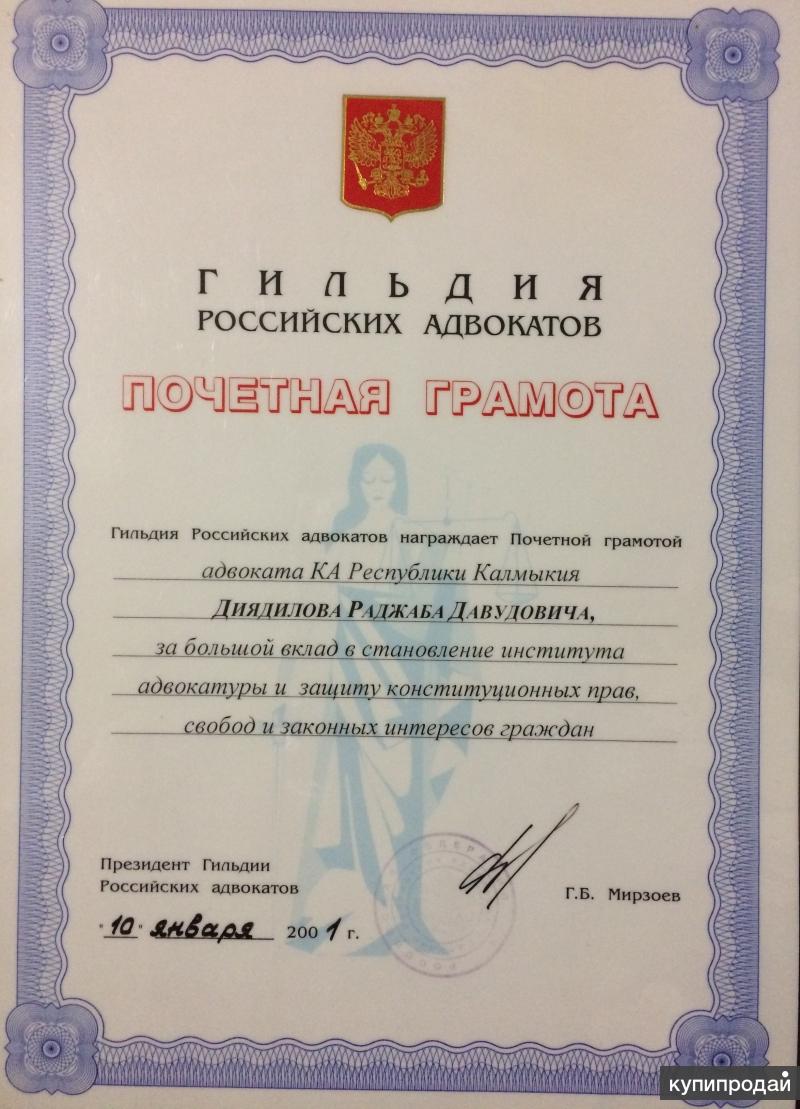 ГИЛЬДИЯ
РОССИЙСКИХ АДВОКАТОВ
ПОЧЕТНАЯ ГРАМОТА
Гильдия Российских адвокатов награждает Почетной грамотой
адвоката КА Республики Калмыкия
ДИЯДИЛОВА РАДЖАБА ДАВУДОВИЧА,
за большой вклад в становление института
адвокатуры и защиту конституционных прав,
свобод и законных интересов граждан
Президент Гильдии
Российских адвокатов
Г.Б. Мирзоев
"10" января 2001 г.
купипродай